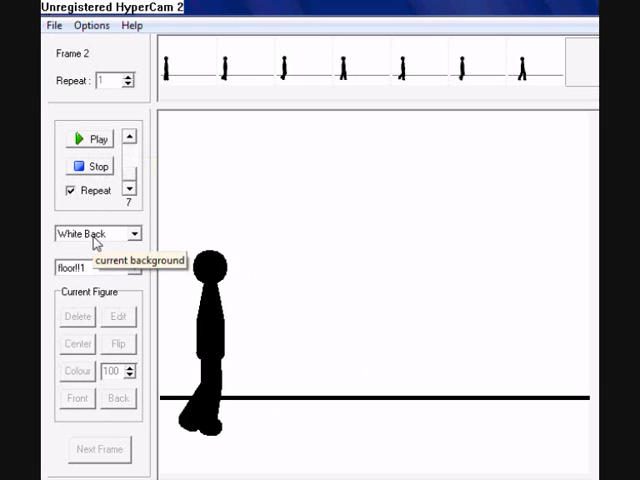 Unregistered HyperCam 2
File Options Help
Frame 2
Repeat : 1
Play
Stop
Repeat
7
White Back
current background
floor!!1
Current Figure
Delete Edit
Center Flip
Colour 100
Front Back
Next Frame